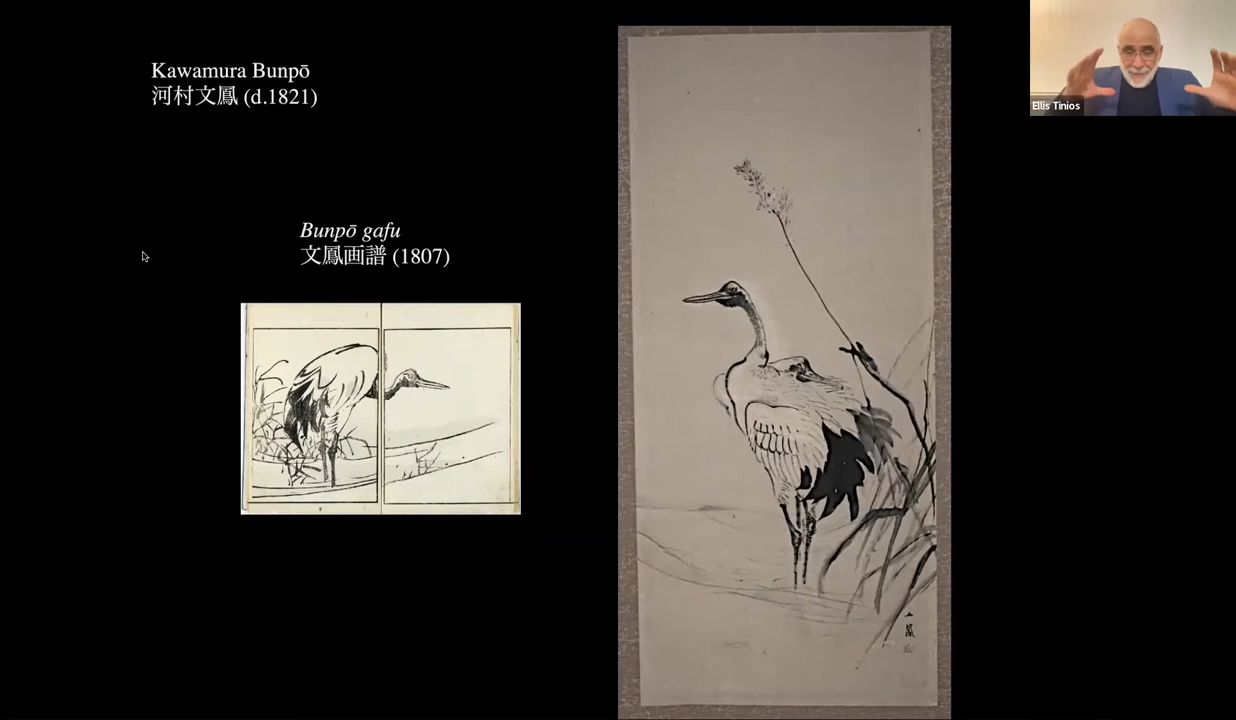 Kawamura Bunpō
河村文鳳 (d.1821)
Bunpō gafu
文鳳画譜 (1807)
Ellis Tinios